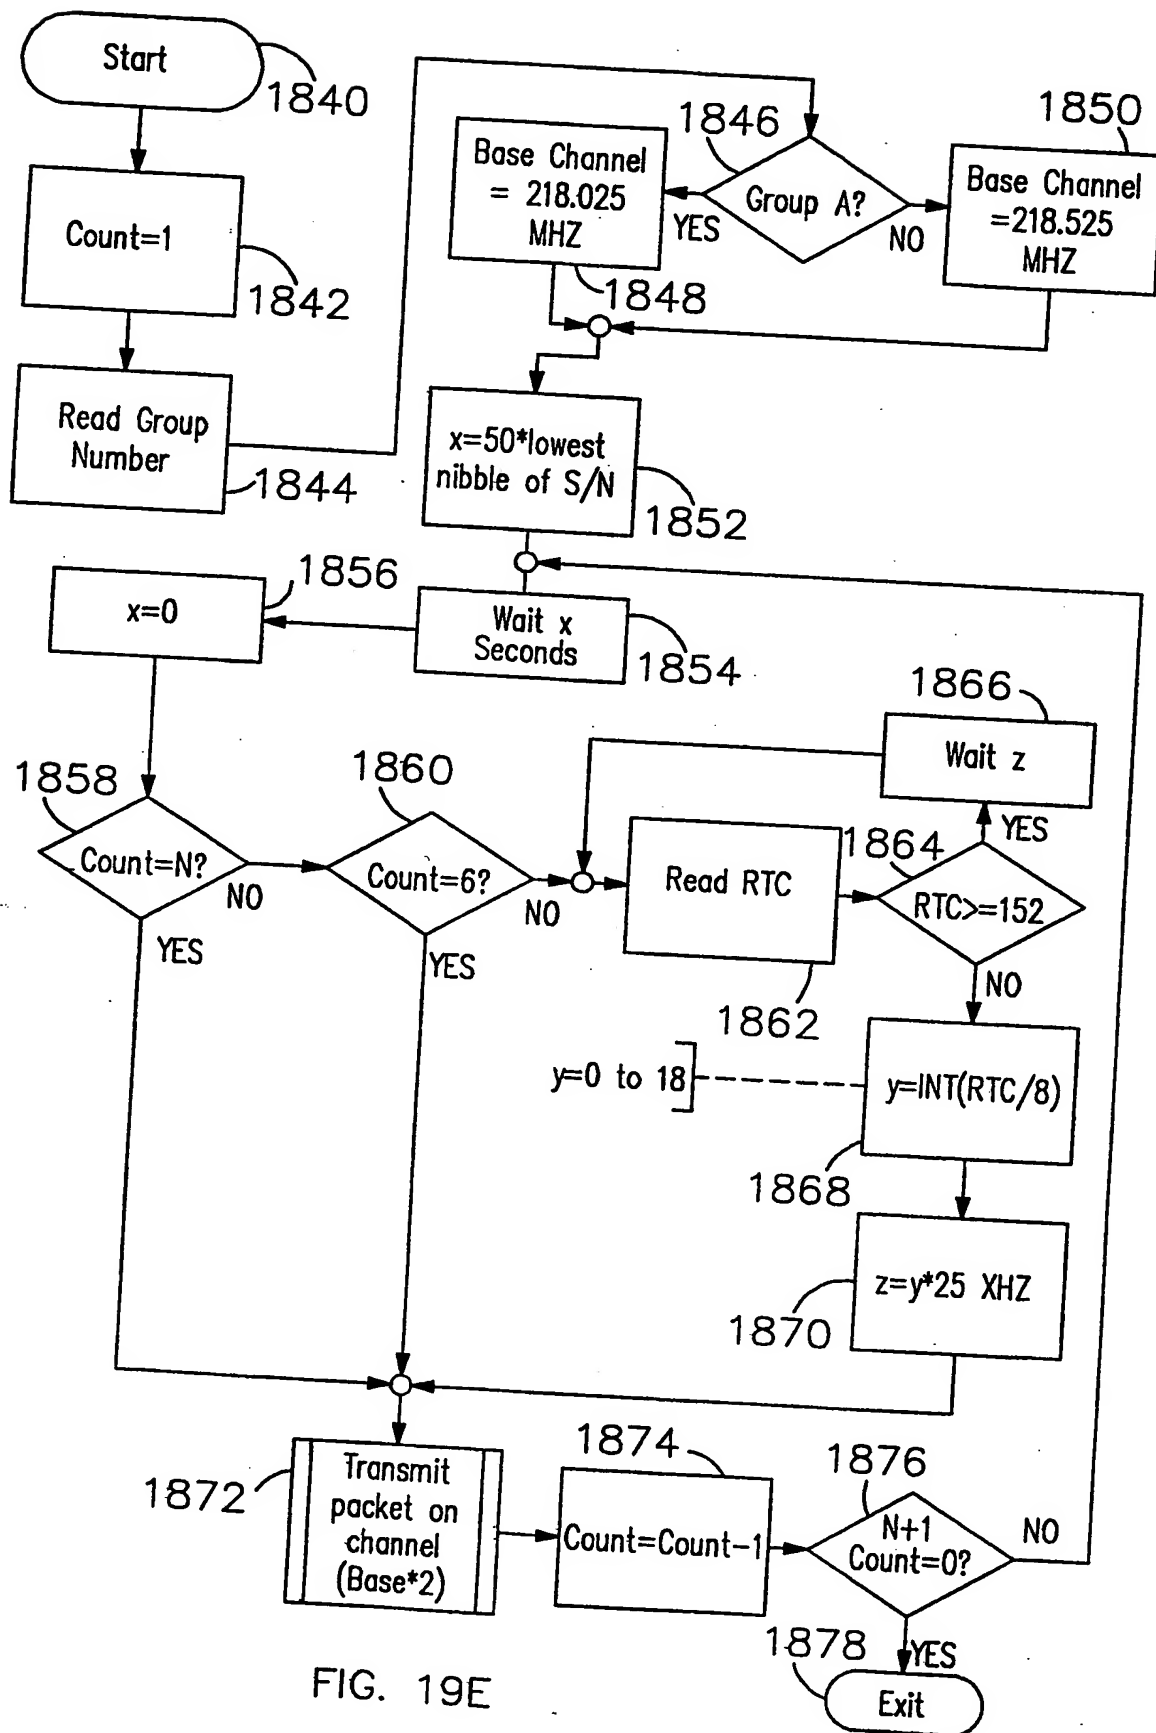 Start
1840
Count=1
1842
Read Group
Number
1844
1846
Group A?
YES
NO
Base Channel
= 218.025
MHZ
1848
1850
Base Channel
=218.525
MHZ
x=50*lowest
nibble of S/N
1852
Wait x
Seconds
1854
1856
x=0
1858
Count=N?
NO
YES
1860
Count=6?
NO
YES
Read RTC
1862
1864
RTC>=152
YES
NO
1866
Wait z
y=0 to 18
y=INT(RTC/8)
1868
z=y*25 XHZ
1870
1872
Transmit
packet on
channel
(Base*2)
1874
Count=Count-1
1876
N+1
Count=0?
NO
YES
1878
Exit
FIG. 19E